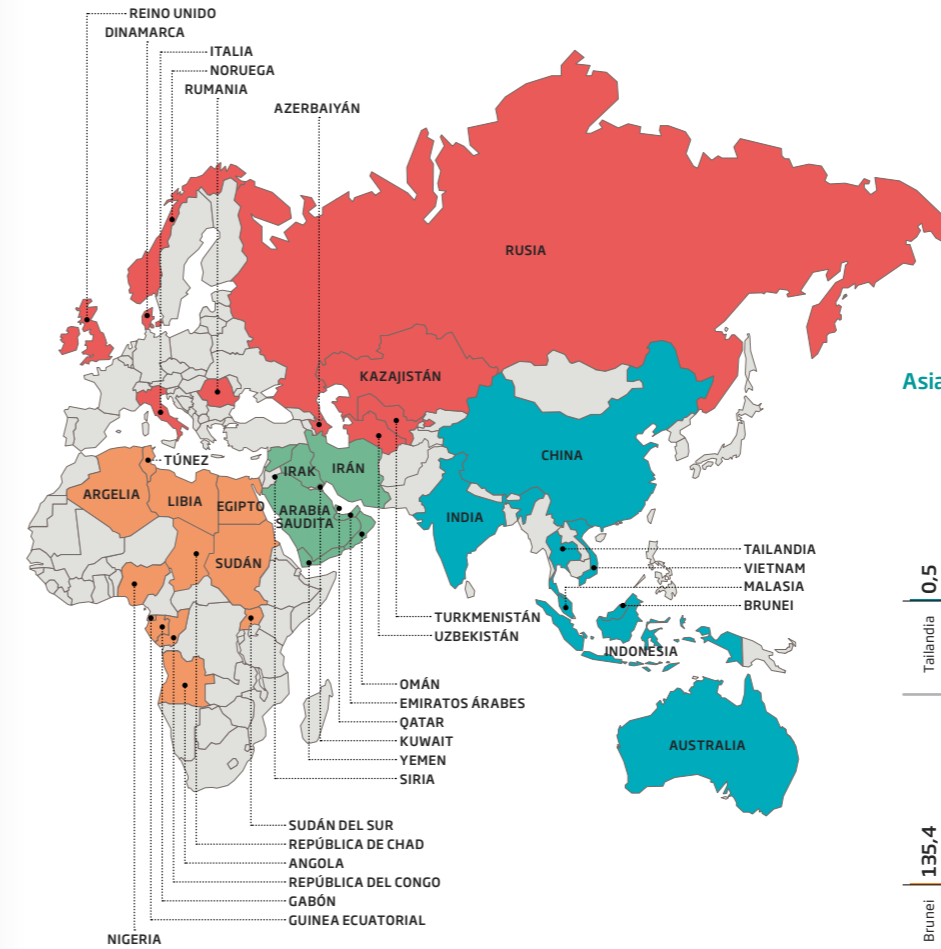 REINO UNIDO
DINAMARCA
ITALIA
NORUEGA
RUMANIA
AZERBAIYÁN
RUSIA
KAZAJISTÁN
Asia
CHINA
TÚNEZ
IRAK
IRÁN
ARGELIA
LIBIA
EGIPTO
ARABIA
SAUDITA
INDIA
SUDÁN
TAILANDIA
VIETNAM
MALASIA
BRUNEI
TURKMENISTÁN
UZBEKISTÁN
INDONESIA
OMÁN
EMIRATOS ÁRABES
QATAR
KUWAIT
YEMEN
SIRIA
AUSTRALIA
SUDÁN DEL SUR
REPÚBLICA DE CHAD
ANGOLA
REPÚBLICA DEL CONGO
GABÓN
GUINEA ECUATORIAL
NIGERIA
0,5
Tailandia
135,4
Brunei